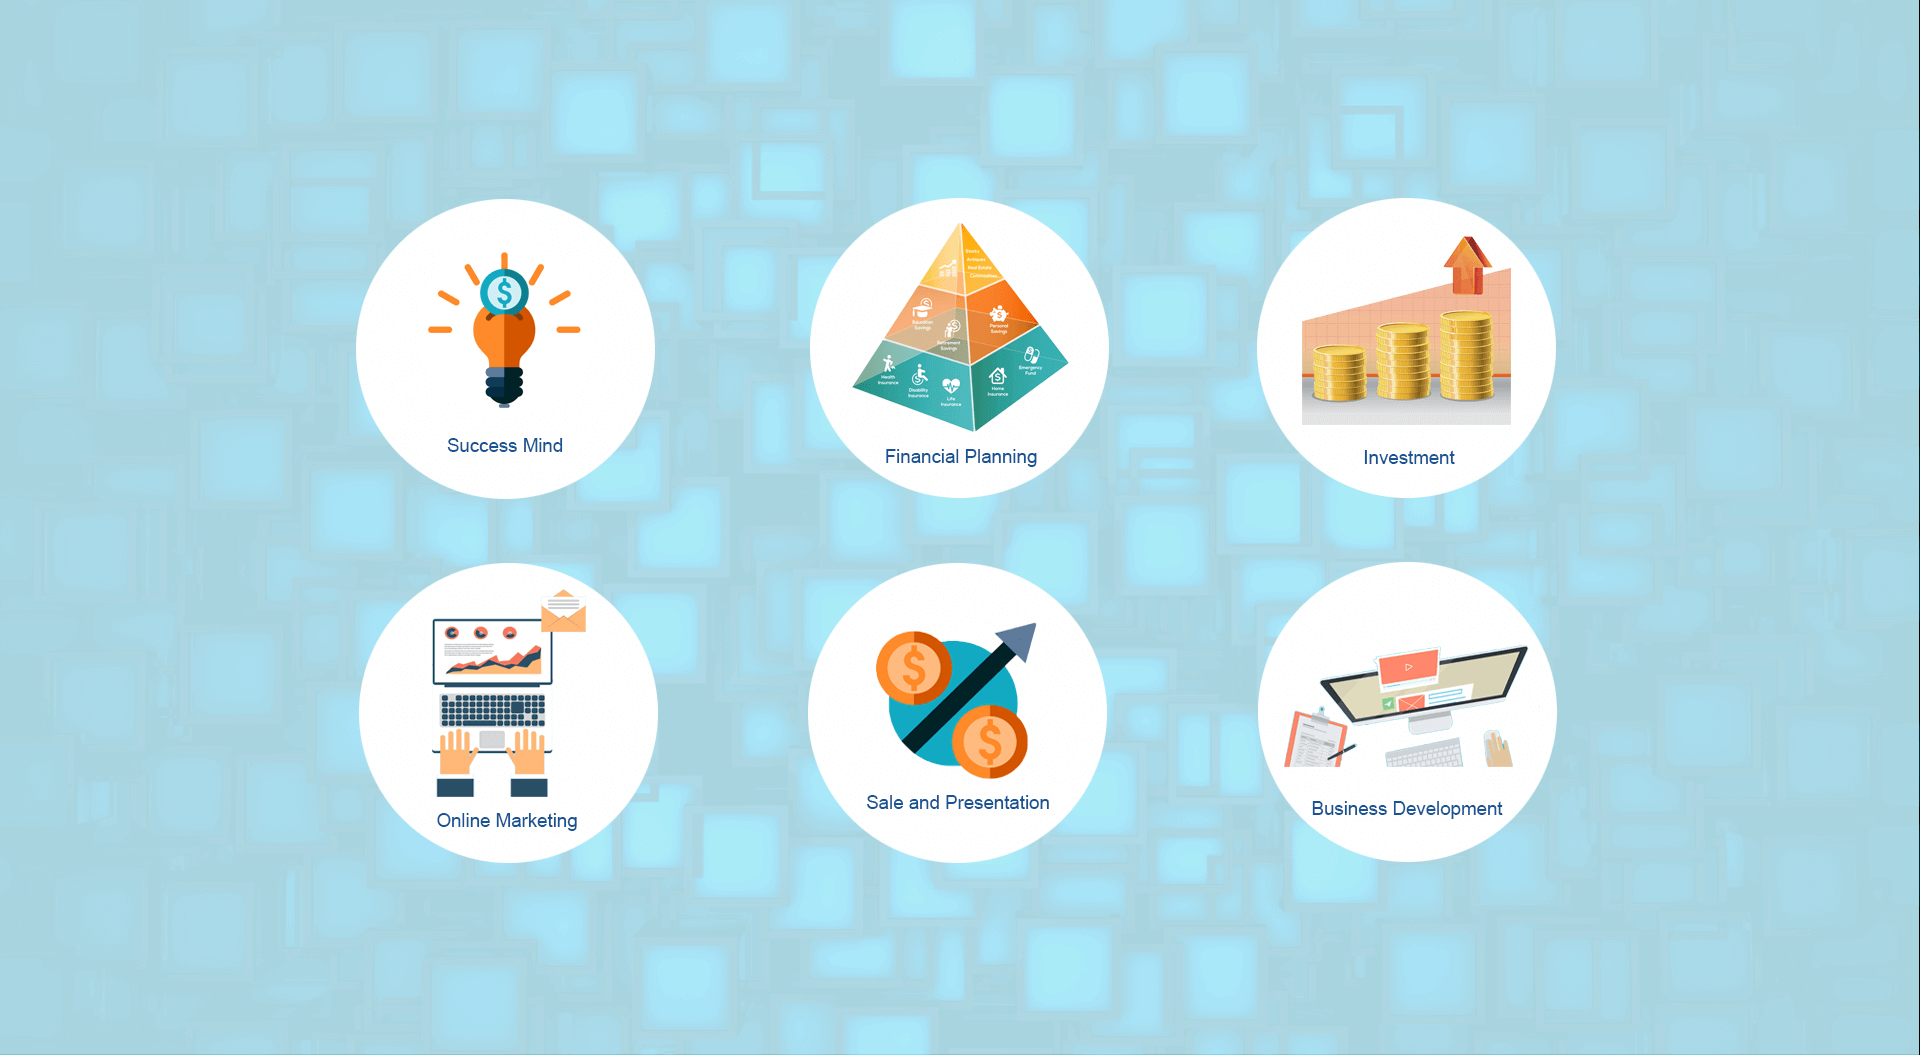 Stocks
Antiques
Real Estate
Commodities
Education
Savings
Retirement
Savings
Personal
Savings
Health
Insurance
Disability
Insurance
Life
Insurance
Home
Insurance
Emergency
Fund
Success Mind
Financial Planning
Investment
Online Marketing
Sale and Presentation
Business Development